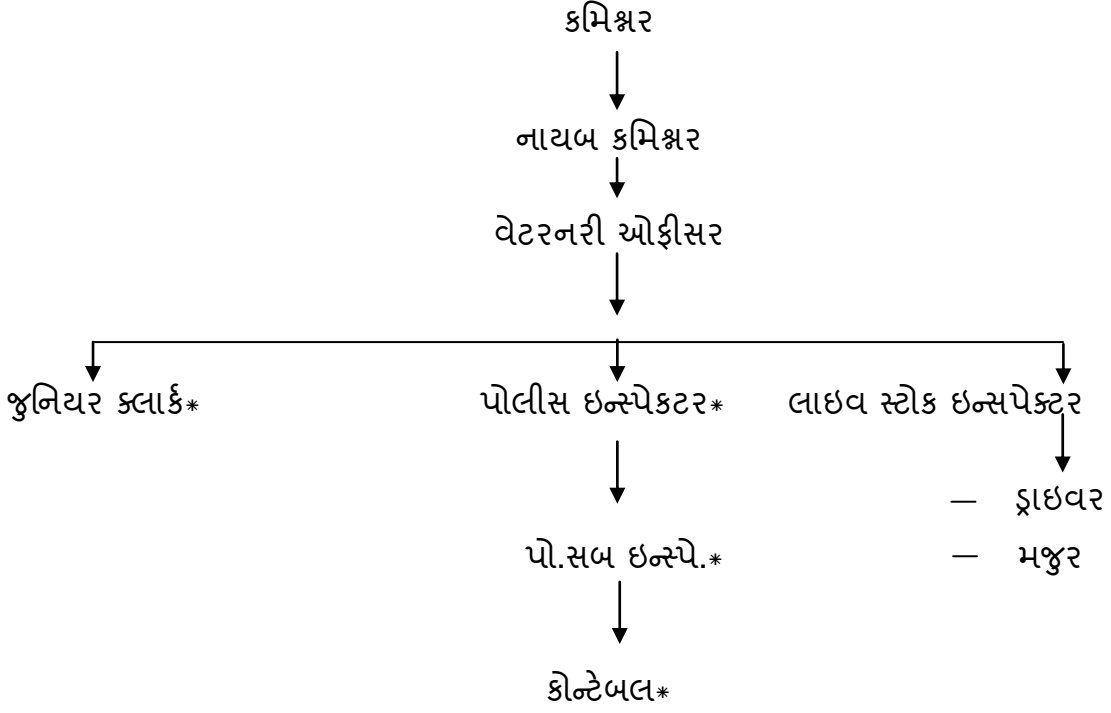 કમિશ્નર
નાયબ કમિશ્નર
વેટરનરી ઓફીસર
જુનિયર ક્લાર્ક* પોલીસ ઇન્સ્પેકટર* લાઇવ સ્ટોક ઇન્સપેક્ટર
— ડ્રાઇવર
પો.સબ ઇન્સ્પે.* — મજુર
કોન્ટેબલ*